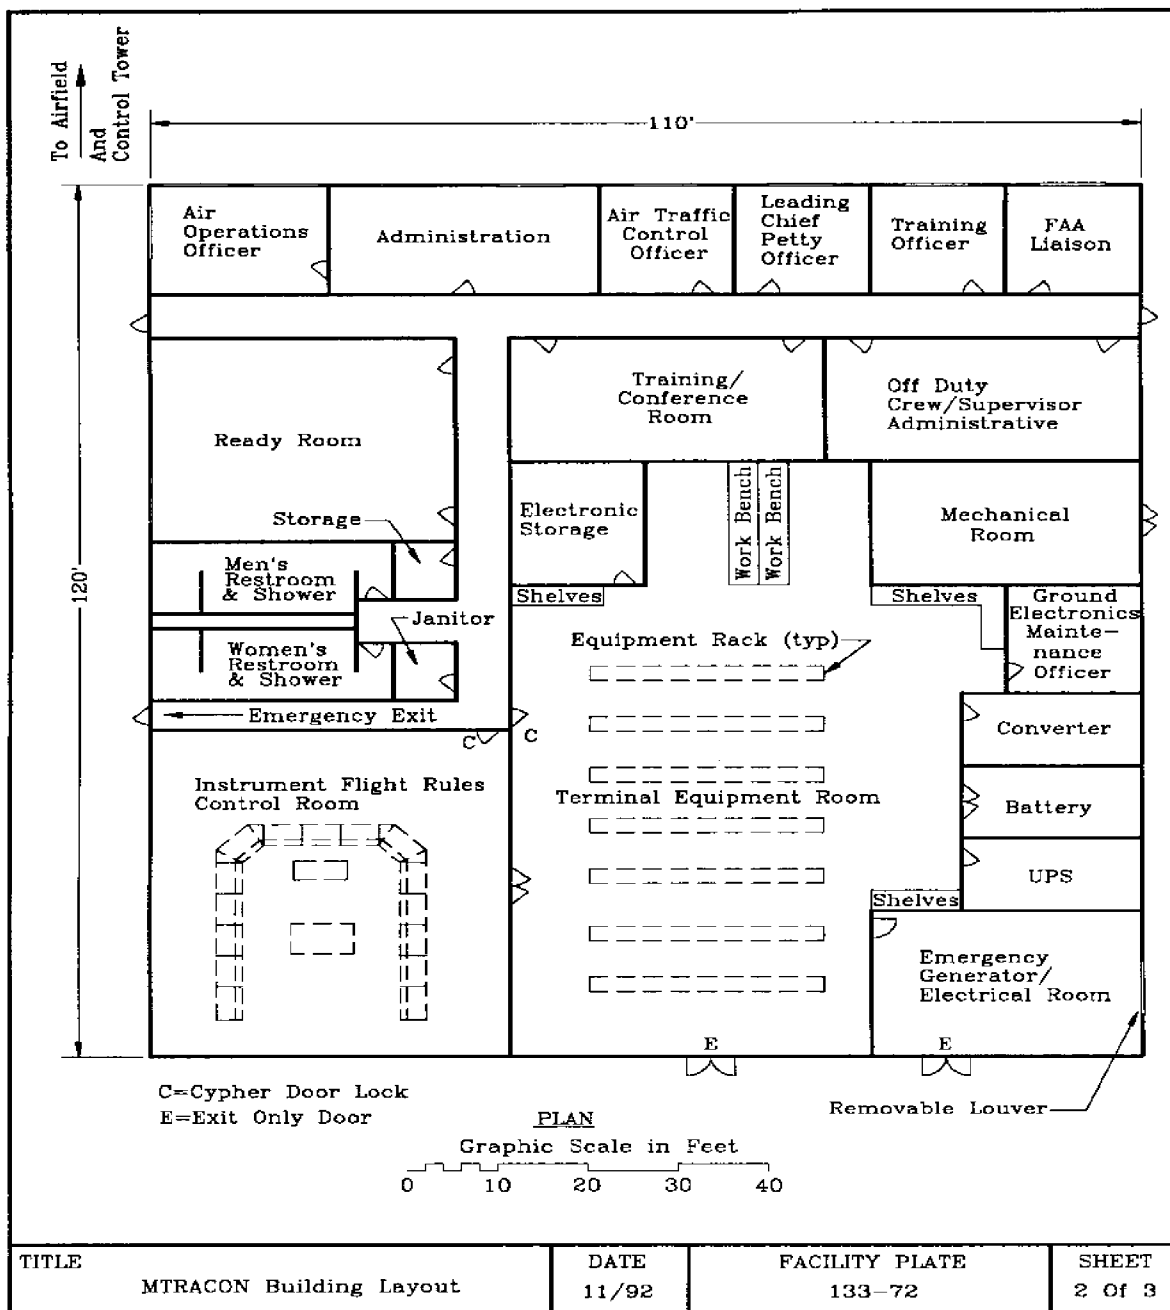 To Airfield
And
Control Tower
110'
120'
Air
Operations
Officer
Administration
Air Traffic
Control
Officer
Leading
Chief
Petty
Officer
Training
Officer
FAA
Liaison
Training/
Conference
Room
Off Duty
Crew/Supervisor
Administrative
Ready Room
Storage
Electronic
Storage
Work Bench
Work Bench
Mechanical
Room
Men's
Restroom
& Shower
Shelves
Shelves
Ground
Electronics
Mainte-
nance
Officer
Janitor
Equipment Rack (typ)
Women's
Restroom
& Shower
Emergency Exit
C
C
Converter
Instrument Flight Rules
Control Room
Terminal Equipment Room
Battery
UPS
Shelves
Emergency
Generator/
Electrical Room
E
E
C=Cypher Door Lock
E=Exit Only Door
Removable Louver
PLAN
Graphic Scale in Feet
0 10 20 30 40
TITLE
MTRACON Building Layout
DATE
11/92
FACILITY PLATE
133-72
SHEET
2 Of 3